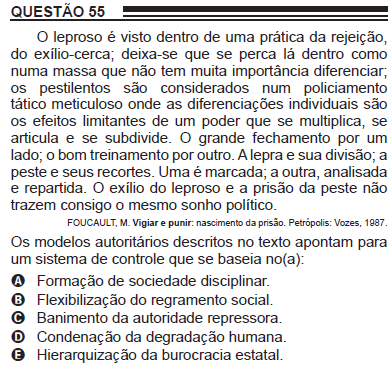 QUESTÃO 55
O leproso é visto dentro de uma prática da rejeição,
do exílio-cerca; deixa-se que se perca lá dentro como
numa massa que não tem muita importância diferenciar;
os pestilentos são considerados num policiamento
tático meticuloso onde as diferenciações individuais são
os efeitos limitantes de um poder que se multiplica, se
articula e se subdivide. O grande fechamento por um
lado; o bom treinamento por outro. A lepra e sua divisão; a
peste e seus recortes. Uma é marcada; a outra, analisada
e repartida. O exílio do leproso e a prisão da peste não
trazem consigo o mesmo sonho político.
FOUCAULT, M. Vigiar e punir: nascimento da prisão. Petrópolis: Vozes, 1987.
Os modelos autoritários descritos no texto apontam para
um sistema de controle que se baseia no(a):
A Formação de sociedade disciplinar.
B Flexibilização do regramento social.
C Banimento da autoridade repressora.
D Condenação da degradação humana.
E Hierarquização da burocracia estatal.